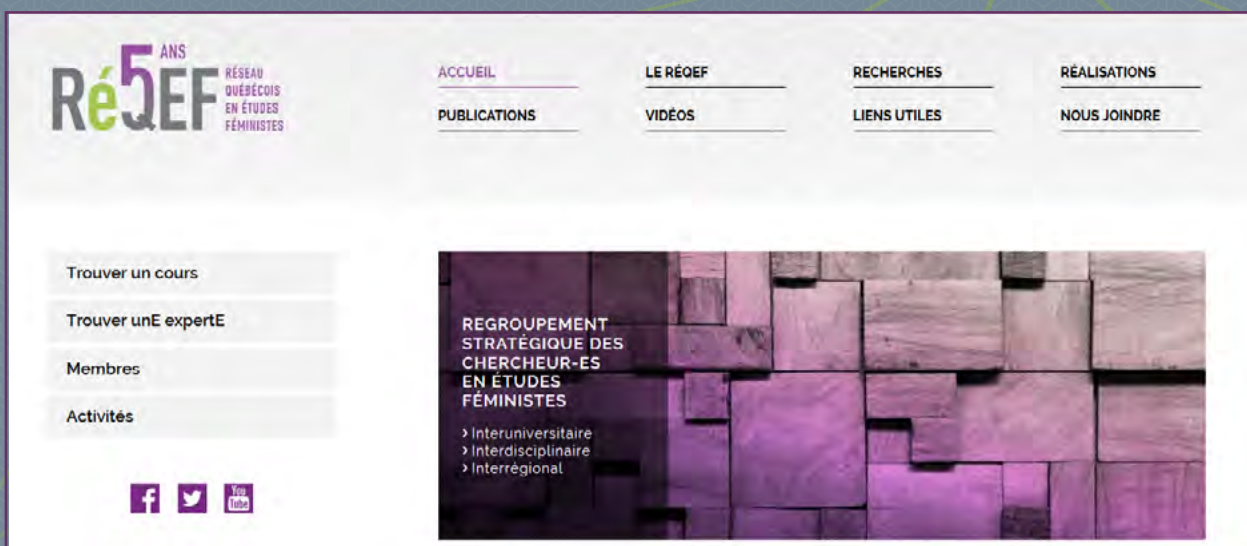 5 ANS
RéQEF
RÉSEAU
QUÉBÉCOIS
EN ÉTUDES
FÉMINISTES
ACCUEIL
LE RÉQEF
RECHERCHES
RÉALISATIONS
PUBLICATIONS
VIDÉOS
LIENS UTILES
NOUS JOINDRE
Trouver un cours
Trouver unE expertE
Membres
Activités
You
Tube
REGROUPEMENT
STRATÉGIQUE DES
CHERCHEUR-ES
EN ÉTUDES
FÉMINISTES
› Interuniversitaire
› Interdisciplinaire
› Interrégional